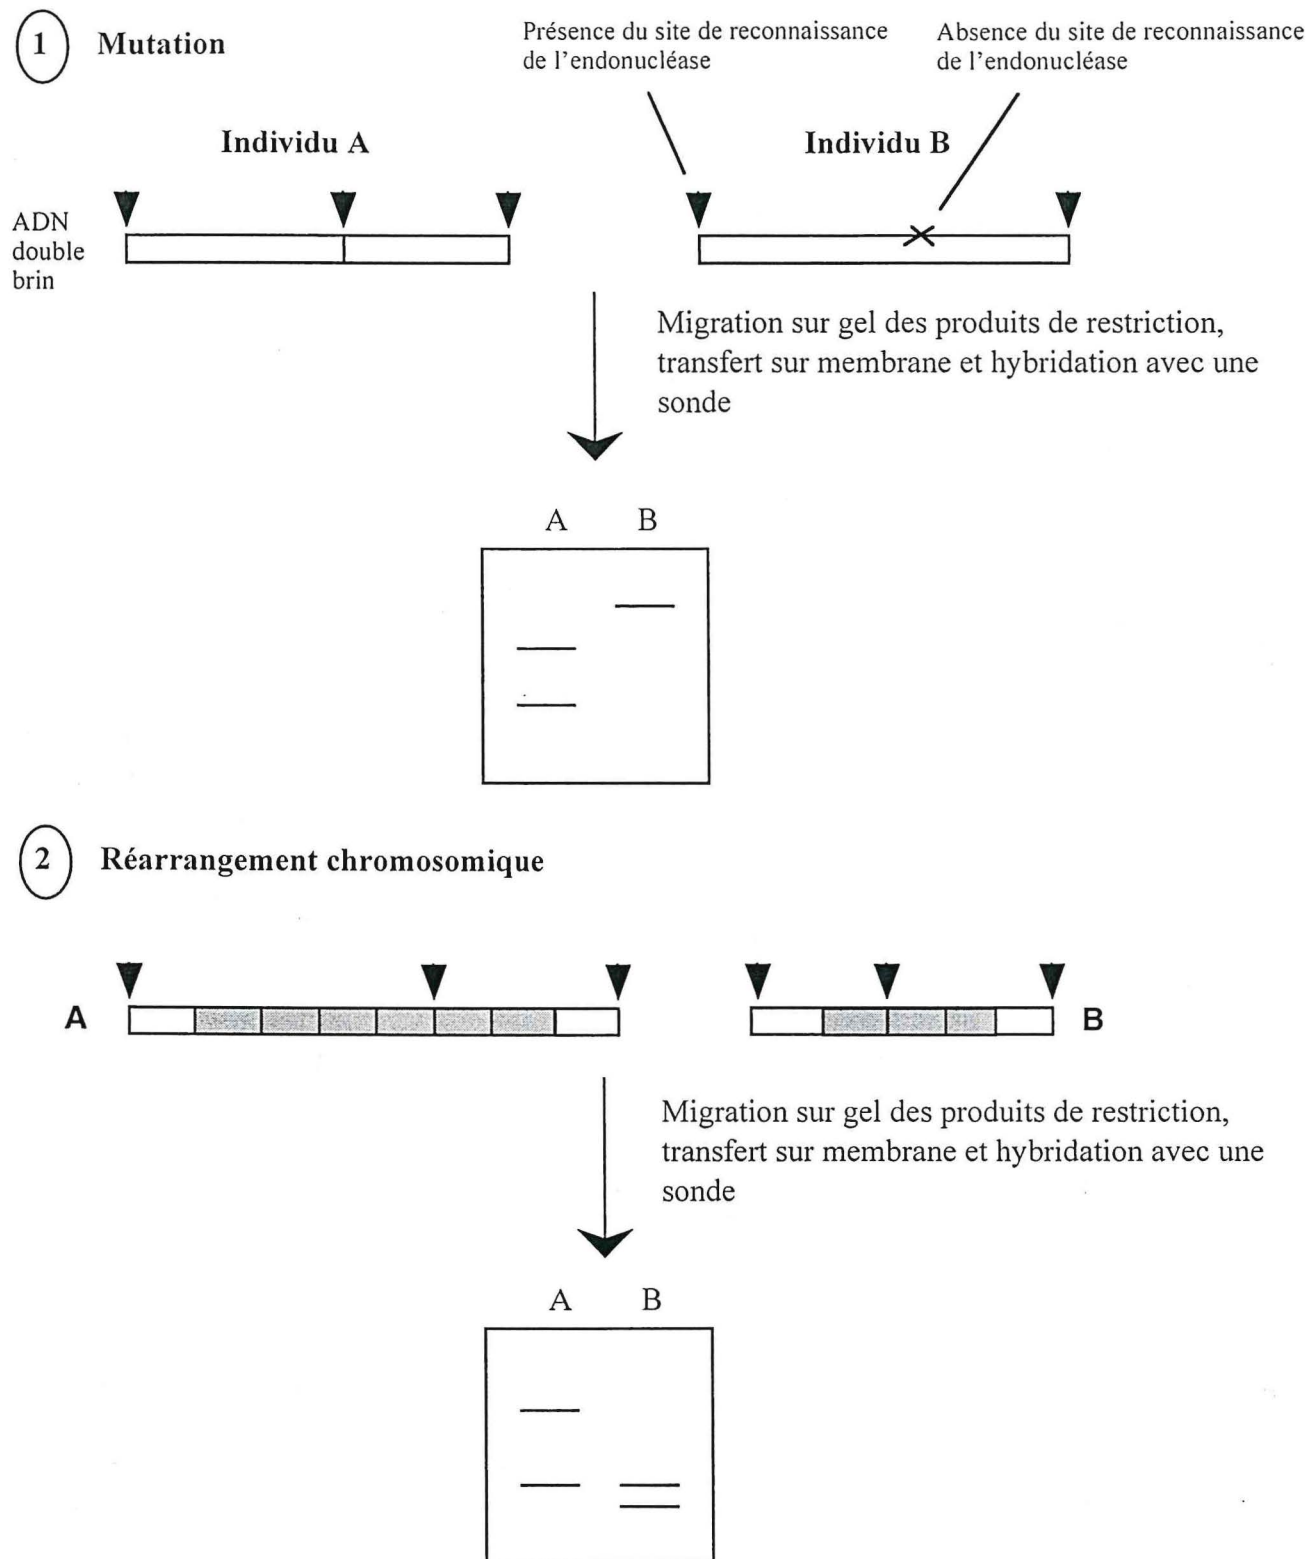 1 Mutation
Présence du site de reconnaissance
de l'endonucléase
Absence du site de reconnaissance
de l'endonucléase
Individu A
Individu B
ADN
double
brin
Migration sur gel des produits de restriction,
transfert sur membrane et hybridation avec une
sonde
A B
2 Réarrangement chromosomique
A
B
Migration sur gel des produits de restriction,
transfert sur membrane et hybridation avec une
sonde
A B